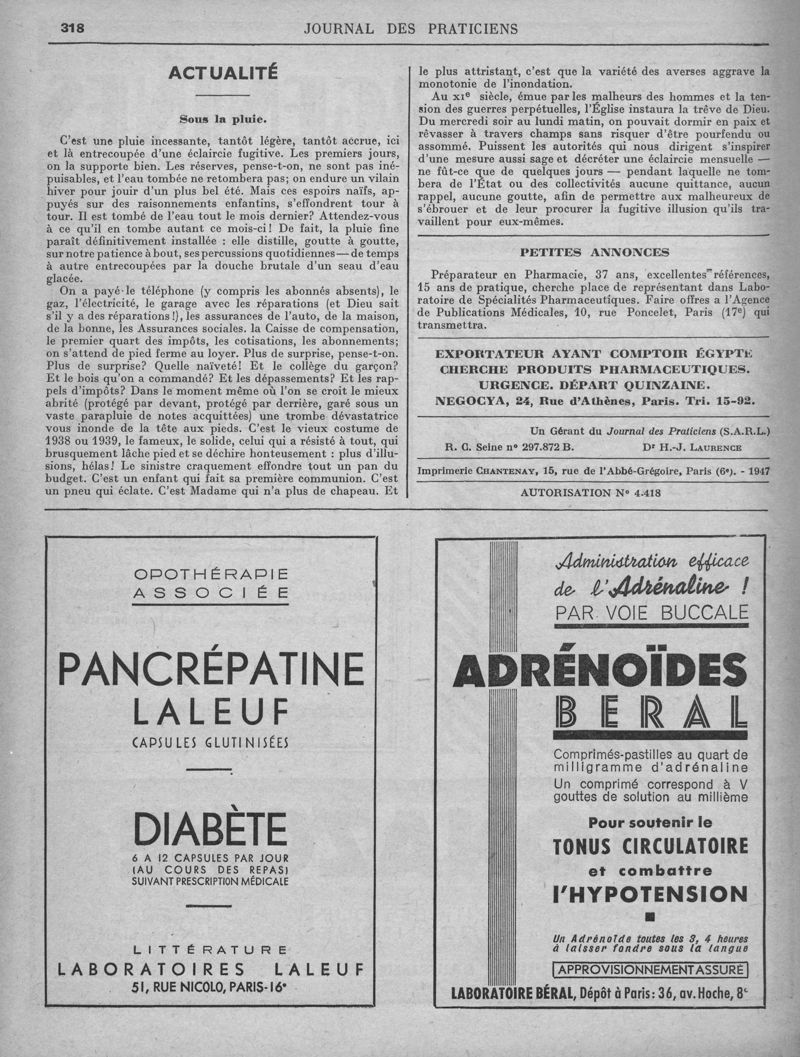 318
JOURNAL DES PRATICIENS
ACTUALITÉ
Sous la pluie.
C'est une pluie incessante, tantôt légère, tantôt accrue, ici
et là entrecoupée d'une éclaircie fugitive. Les premiers jours,
on la supporte bien. Les réserves, pense-t-on, ne sont pas iné-
puisables, et l'eau tombée ne retombera pas; on endure un vilain
hiver pour jouir d'un plus bel été. Mais ces espoirs naïfs, ap-
puyés sur des raisonnements enfantins, s'effondrent tour à
tour. Il est tombé de l'eau tout le mois dernier? Attendez-vous
à ce qu'il en tombe autant ce mois-ci! De fait, la pluie fine
paraît définitivement installée : elle distille, goutte à goutte,
sur notre patience à bout, ses percussions quotidiennes — de temps
à autre entrecoupées par la douche brutale d'un seau d'eau
glacée.
On a payé le téléphone (y compris les abonnés absents), le
gaz, l'électricité, le garage avec les réparations (et Dieu sait
s'il y a des réparations!), les assurances de l'auto, de la maison,
de la bonne, les Assurances sociales. la Caisse de compensation,
le premier quart des impôts, les cotisations, les abonnements;
on s'attend de pied ferme au loyer. Plus de surprise, pense-t-on.
Plus de surprise? Quelle naïveté! Et le collège du garçon?
Et le bois qu'on a commandé? Et les dépassements? Et les rap-
pels d'impôts? Dans le moment même où l'on se croit le mieux
abrité (protégé par devant, protégé par derrière, garé sous un
vaste parapluie de notes acquittées) une trombe dévastatrice
vous inonde de la tête aux pieds. C'est le vieux costume de
1938 ou 1939, le fameux, le solide, celui qui a résisté à tout, qui
brusquement lâche pied et se déchire honteusement : plus d'illu-
sions, hélas! Le sinistre craquement effondre tout un pan du
budget. C'est un enfant qui fait sa première communion. C'est
un pneu qui éclate. C'est Madame qui n'a plus de chapeau. Et
le plus attristant, c'est que la variété des averses aggrave la
monotonie de l'inondation.
Au XIe siècle, émue par les malheurs des hommes et la ten-
sion des guerres perpétuelles, l'Église instaura la trêve de Dieu.
Du mercredi soir au lundi matin, on pouvait dormir en paix et
rêvasser à travers champs sans risquer d'être pourfendu ou
assommé. Puissent les autorités qui nous dirigent s'inspirer
d'une mesure aussi sage et décréter une éclaircie mensuelle —
ne fût-ce que de quelques jours — pendant laquelle ne tom-
bera de l'État ou des collectivités aucune quittance, aucun
rappel, aucune goutte, afin de permettre aux malheureux de
s'ébrouer et de leur procurer la fugitive illusion qu'ils tra-
vaillent pour eux-mêmes.
PETITES ANNONCES
Préparateur en Pharmacie, 37 ans, excellentes références,
15 ans de pratique, cherche place de représentant dans Labo-
ratoire de Spécialités Pharmaceutiques. Faire offres a l'Agence
de Publications Médicales, 10, rue Poncelet, Paris (17e) qui
transmettra.
EXPORTATEUR AYANT COMPTOIR ÉGYPTE
CHERCHE PRODUITS PHARMACEUTIQUES.
URGENCE. DÉPART QUINZAINE.
NEGOCYA, 24, Rue d'Athènes, Paris. Tri. 15-92.
Un Gérant du Journal des Praticiens (S.A.R.L.)
R. C. Seine nº 297.872 B. Dr H.-J. LAURENCE
Imprimerie CHANTENAY, 15, rue de l'Abbé-Grégoire, Paris (6e). - 1947
AUTORISATION Nº 4.418
OPOTHÉRAPIE
ASSOCIÉE
PANCRÉPATINE
LALEUF
CAPSULES GLUTINISÉES
DIABÈTE
6 A 12 CAPSULES PAR JOUR
(AU COURS DES REPAS)
SUIVANT PRESCRIPTION MÉDICALE
LITTÉRATURE
LABORATOIRES LALEUF
51, RUE NICOLO, PARIS-16e
Administration efficace
de l'Adrénaline !
PAR VOIE BUCCALE
ADRÉNOÏDES
BERAL
Comprimés-pastilles au quart de
milligramme d'adrénaline
Un comprimé correspond à V
gouttes de solution au millième
Pour soutenir le
TONUS CIRCULATOIRE
et combattre
l'HYPOTENSION
Un Adrénoïde toutes les 3, 4 heures
à laisser fondre sous la langue
APPROVISIONNEMENT ASSURÉ
LABORATOIRE BÉRAL, Dépôt à Paris : 36, av. Hoche, 8e